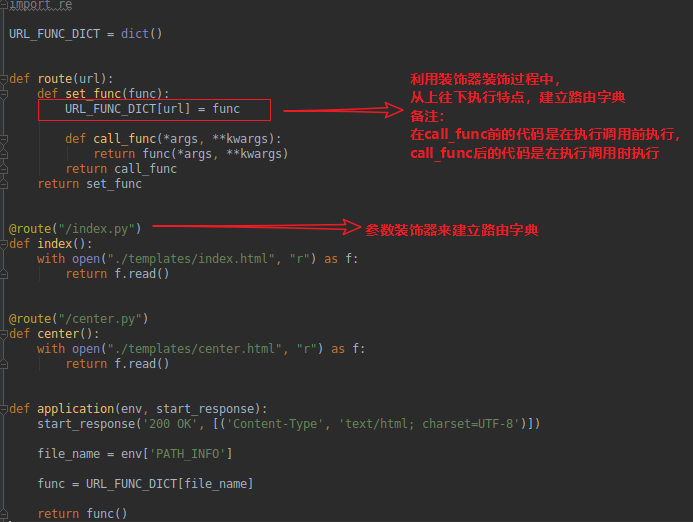 import re
URL_FUNC_DICT = dict()
def route(url):
    def set_func(func):
        URL_FUNC_DICT[url] = func
        def call_func(*args, **kwargs):
            return func(*args, **kwargs)
        return call_func
    return set_func
利用装饰器装饰过程中，
从上往下执行特点，建立路由字典
备注：
在call_func前的代码是在执行调用前执行，
call_func后的代码是在执行调用时执行
@route("/index.py")
参数装饰器来建立路由字典
def index():
    with open("./templates/index.html", "r") as f:
        return f.read()
@route("/center.py")
def center():
    with open("./templates/center.html", "r") as f:
        return f.read()
def application(env, start_response):
    start_response('200 OK', [('Content-Type', 'text/html; charset=UTF-8')])
    file_name = env['PATH_INFO']
    func = URL_FUNC_DICT[file_name]
    return func()